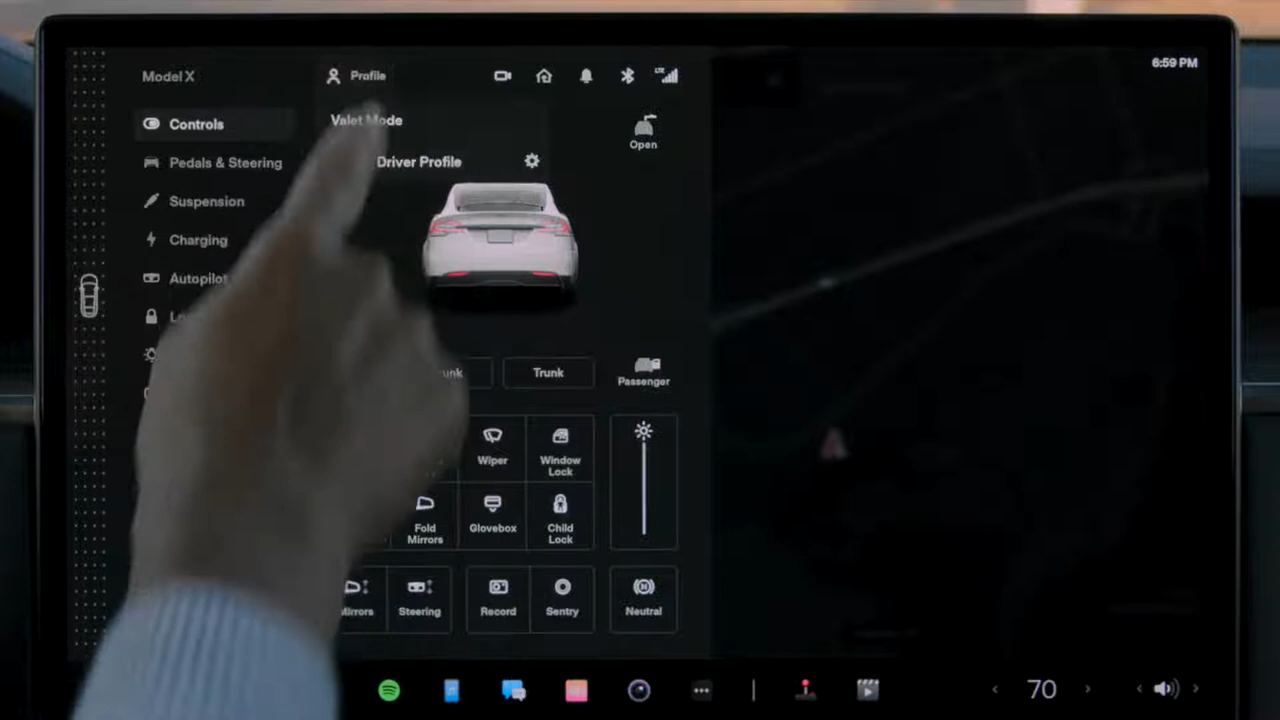 Model X
Profile
LTE
6:59 PM
Controls
Valet Mode
Open
Pedals & Steering
Driver Profile
Suspension
Charging
Autopilot
Trunk
Passenger
Wiper
Window
Lock
Fold
Mirrors
Glovebox
Child
Lock
Mirrors
Steering
Record
Sentry
Neutral
70